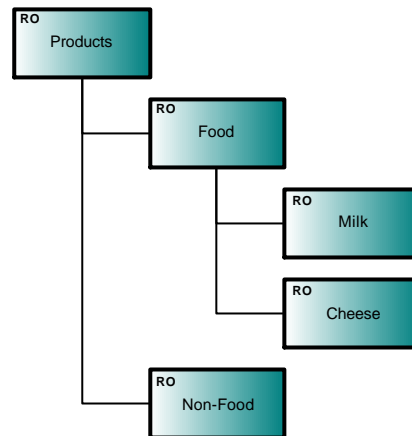 RO
Products
RO
Food
RO
Milk
RO
Cheese
RO
Non-Food